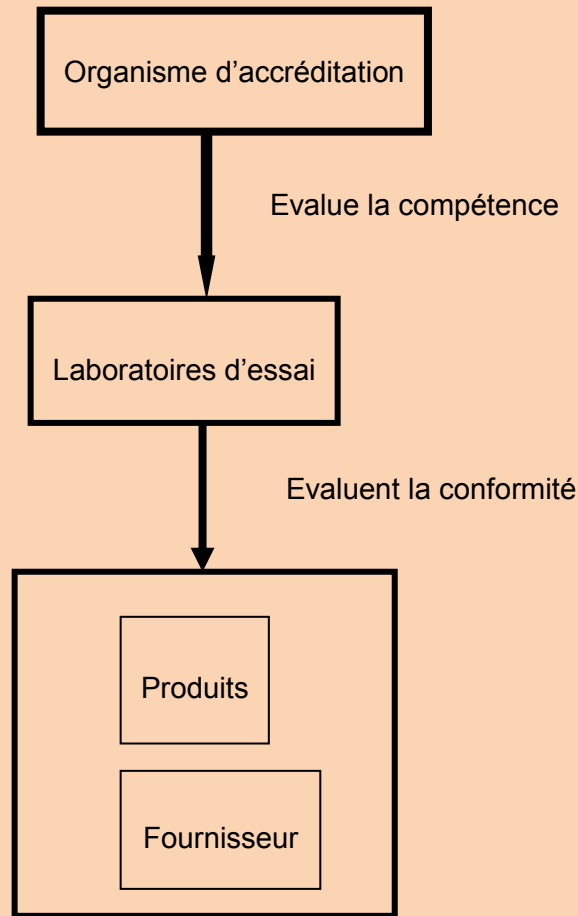 Organisme d’accréditation
Evalue la compétence
Laboratoires d’essai
Evaluent la conformité
Produits
Fournisseur